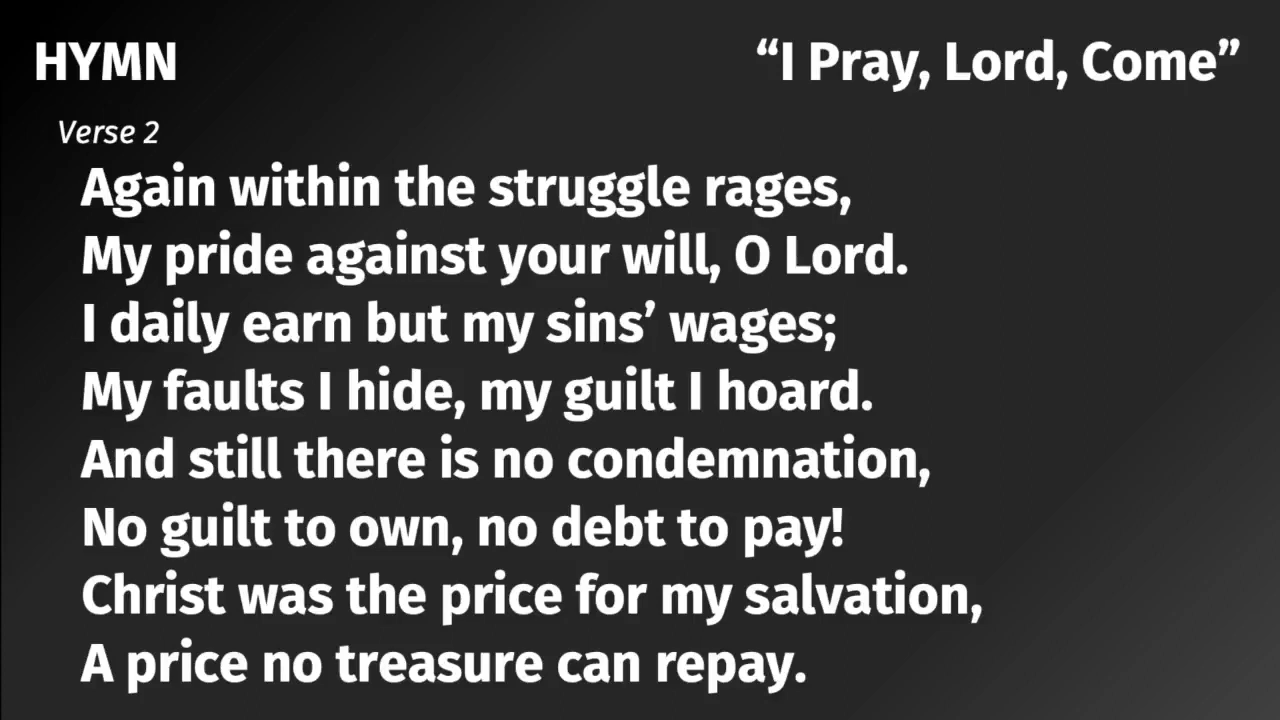 HYMN
“I Pray, Lord, Come”
Verse 2
Again within the struggle rages,
My pride against your will, O Lord.
I daily earn but my sins’ wages;
My faults I hide, my guilt I hoard.
And still there is no condemnation,
No guilt to own, no debt to pay!
Christ was the price for my salvation,
A price no treasure can repay.